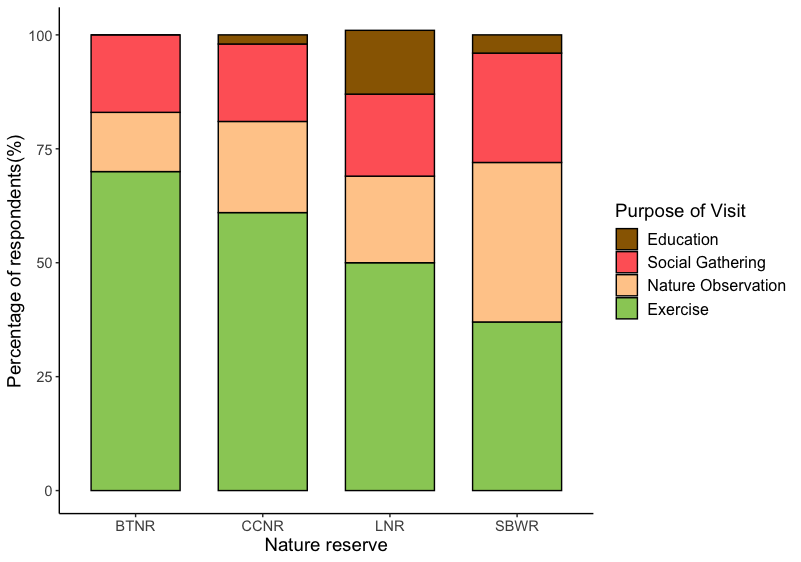 Percentage of respondents(%)
100
75
50
25
0
BTNR CCNR LNR SBWR
Nature reserve
Purpose of Visit
Education
Social Gathering
Nature Observation
Exercise